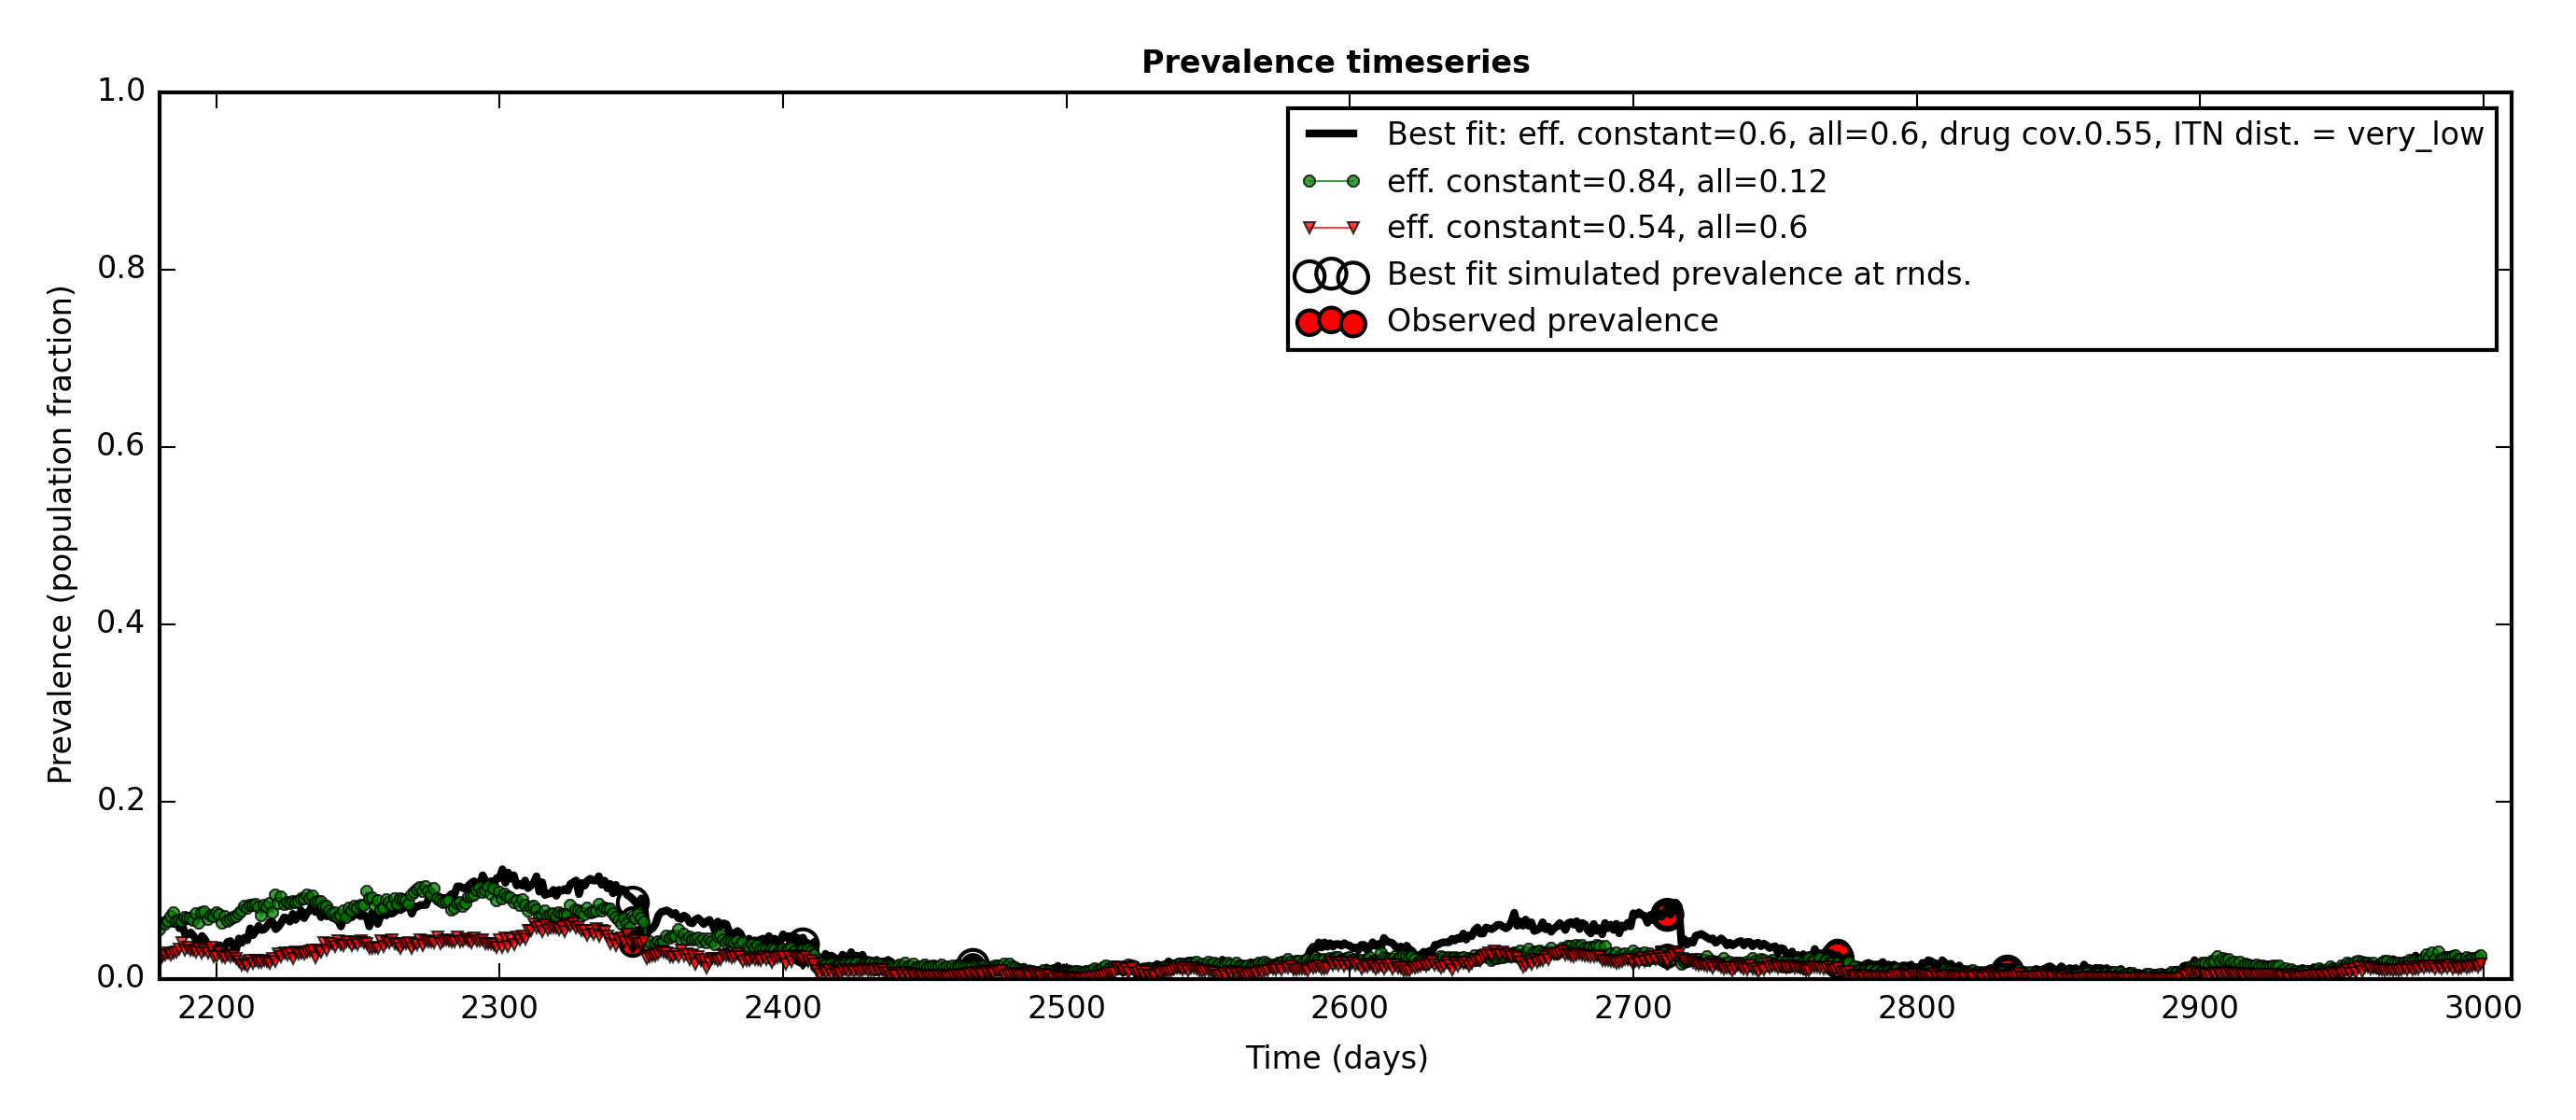 Prevalence timeseries
1.0
0.8
0.6
0.4
0.2
0.0
Prevalence (population fraction)
Best fit: eff. constant=0.6, all=0.6, drug cov.0.55, ITN dist. = very_low
eff. constant=0.84, all=0.12
eff. constant=0.54, all=0.6
Best fit simulated prevalence at rnds.
Observed prevalence
2200 2300 2400 2500 2600 2700 2800 2900 3000
Time (days)